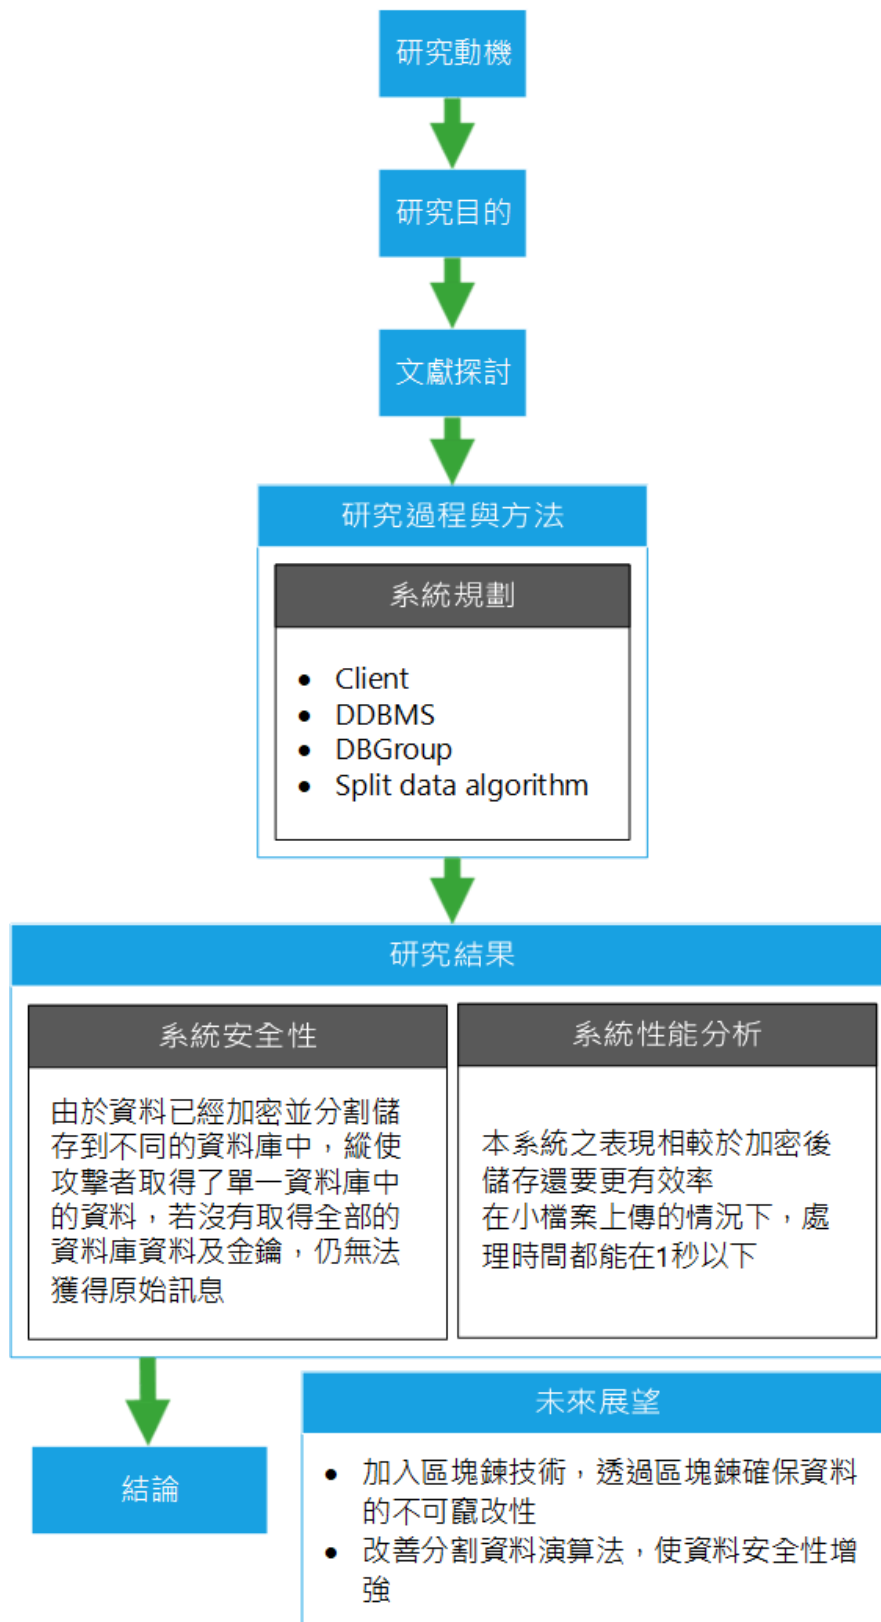 研究動機
研究目的
文獻探討
研究過程與方法
系統規劃
● Client
● DDBMS
● DBGroup
● Split data algorithm
研究結果
系統安全性
由於資料已經加密並分割儲
存到不同的資料庫中，縱使
攻擊者取得了單一資料庫中
的資料，若沒有取得全部的
資料庫資料及金鑰，仍無法
獲得原始訊息
系統性能分析
本系統之表現相較於加密後
儲存還要更有效率
在小檔案上傳的情況下，處
理時間都能在1秒以下
結論
未來展望
● 加入區塊鍊技術，透過區塊鍊確保資料
的不可竄改性
● 改善分割資料演算法，使資料安全性增
強